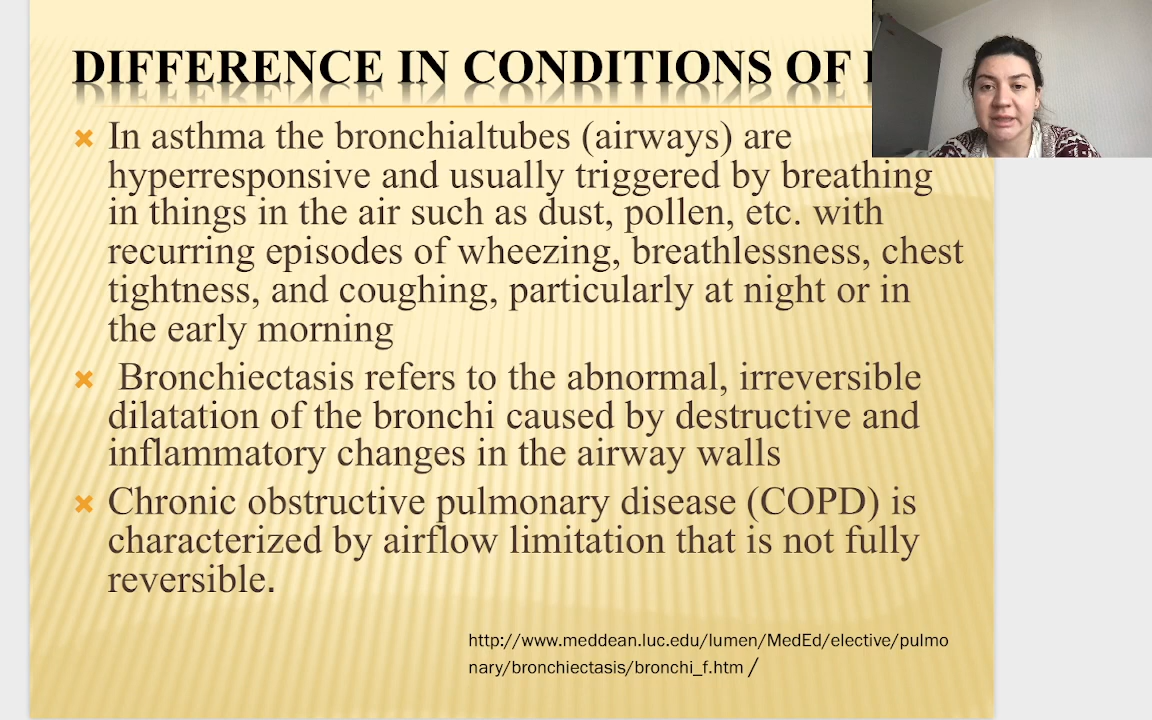 DIFFERENCE IN CONDITIONS OF
In asthma the bronchialtubes (airways) are
hyperresponsive and usually triggered by breathing
in things in the air such as dust, pollen, etc. with
recurring episodes of wheezing, breathlessness, chest
tightness, and coughing, particularly at night or in
the early morning
Bronchiectasis refers to the abnormal, irreversible
dilatation of the bronchi caused by destructive and
inflammatory changes in the airway walls
Chronic obstructive pulmonary disease (COPD) is
characterized by airflow limitation that is not fully
reversible.
http://www.meddean.luc.edu/lumen/MedEd/elective/pulmo
nary/bronchiectasis/bronchi_f.htm /